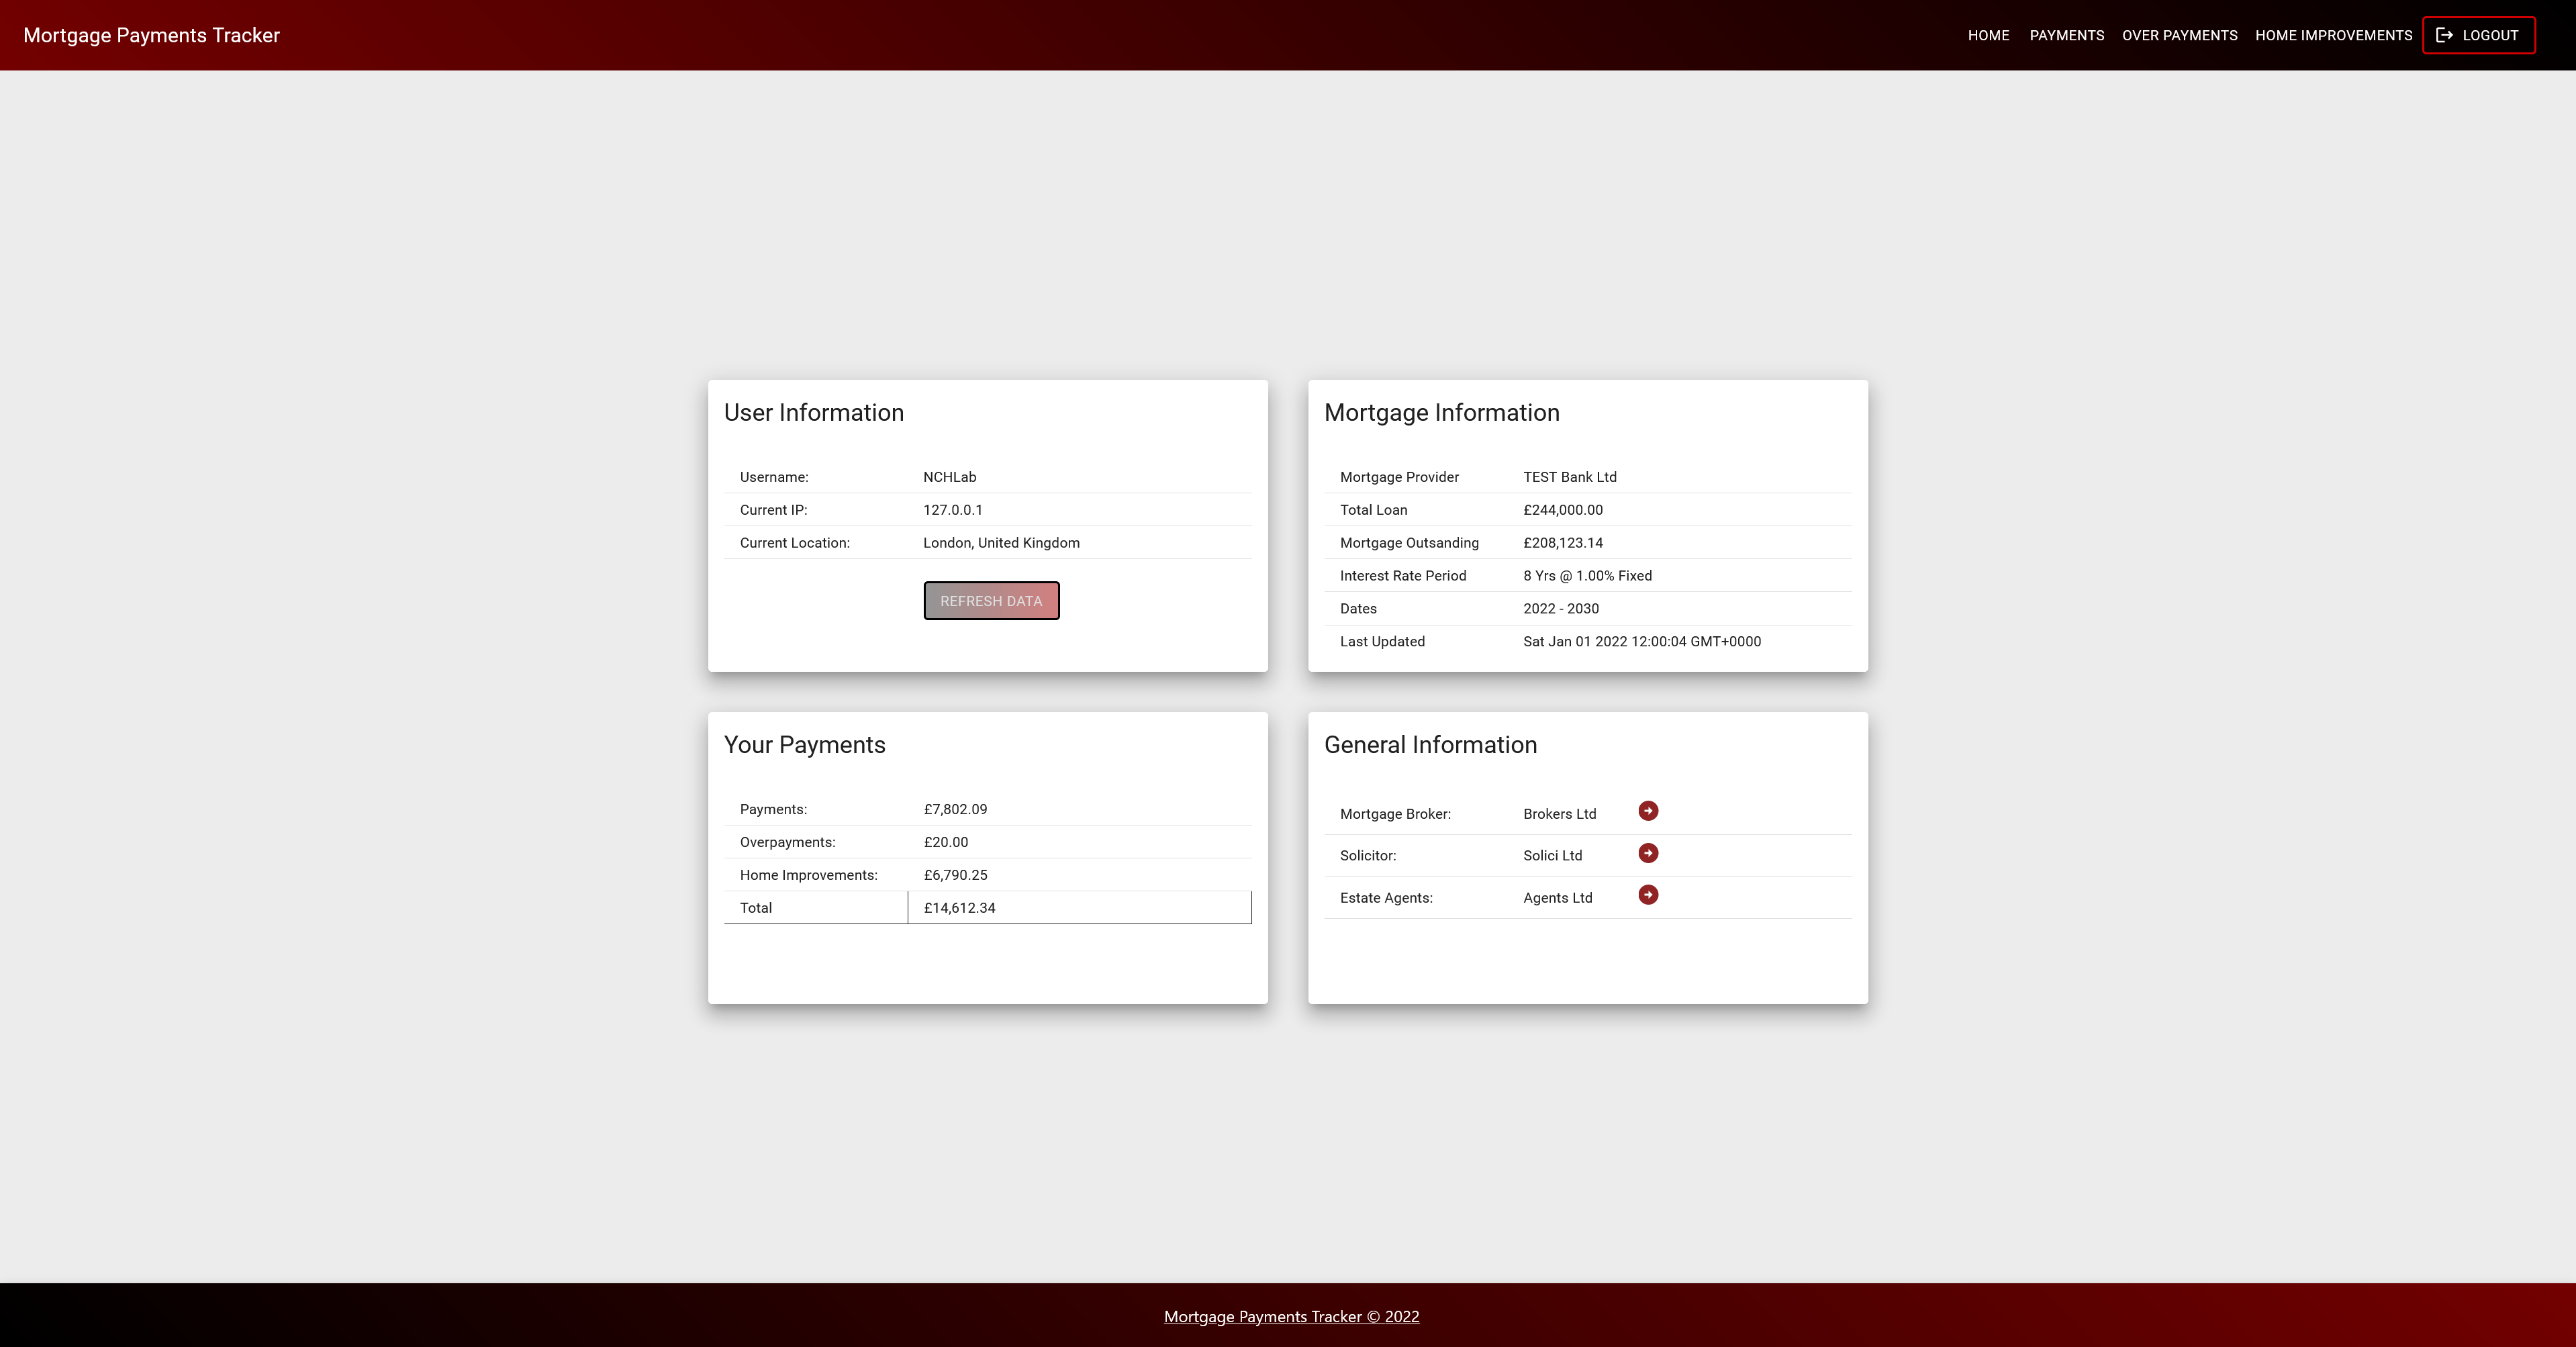 Mortgage Payments Tracker
HOME PAYMENTS OVER PAYMENTS HOME IMPROVEMENTS LOGOUT
User Information
Username: NCHLab
Current IP: 127.0.0.1
Current Location: London, United Kingdom
REFRESH DATA
Mortgage Information
Mortgage Provider TEST Bank Ltd
Total Loan £244,000.00
Mortgage Outsanding £208,123.14
Interest Rate Period 8 Yrs @ 1.00% Fixed
Dates 2022 - 2030
Last Updated Sat Jan 01 2022 12:00:04 GMT+0000
Your Payments
Payments: £7,802.09
Overpayments: £20.00
Home Improvements: £6,790.25
Total £14,612.34
General Information
Mortgage Broker: Brokers Ltd
Solicitor: Solici Ltd
Estate Agents: Agents Ltd
Mortgage Payments Tracker © 2022